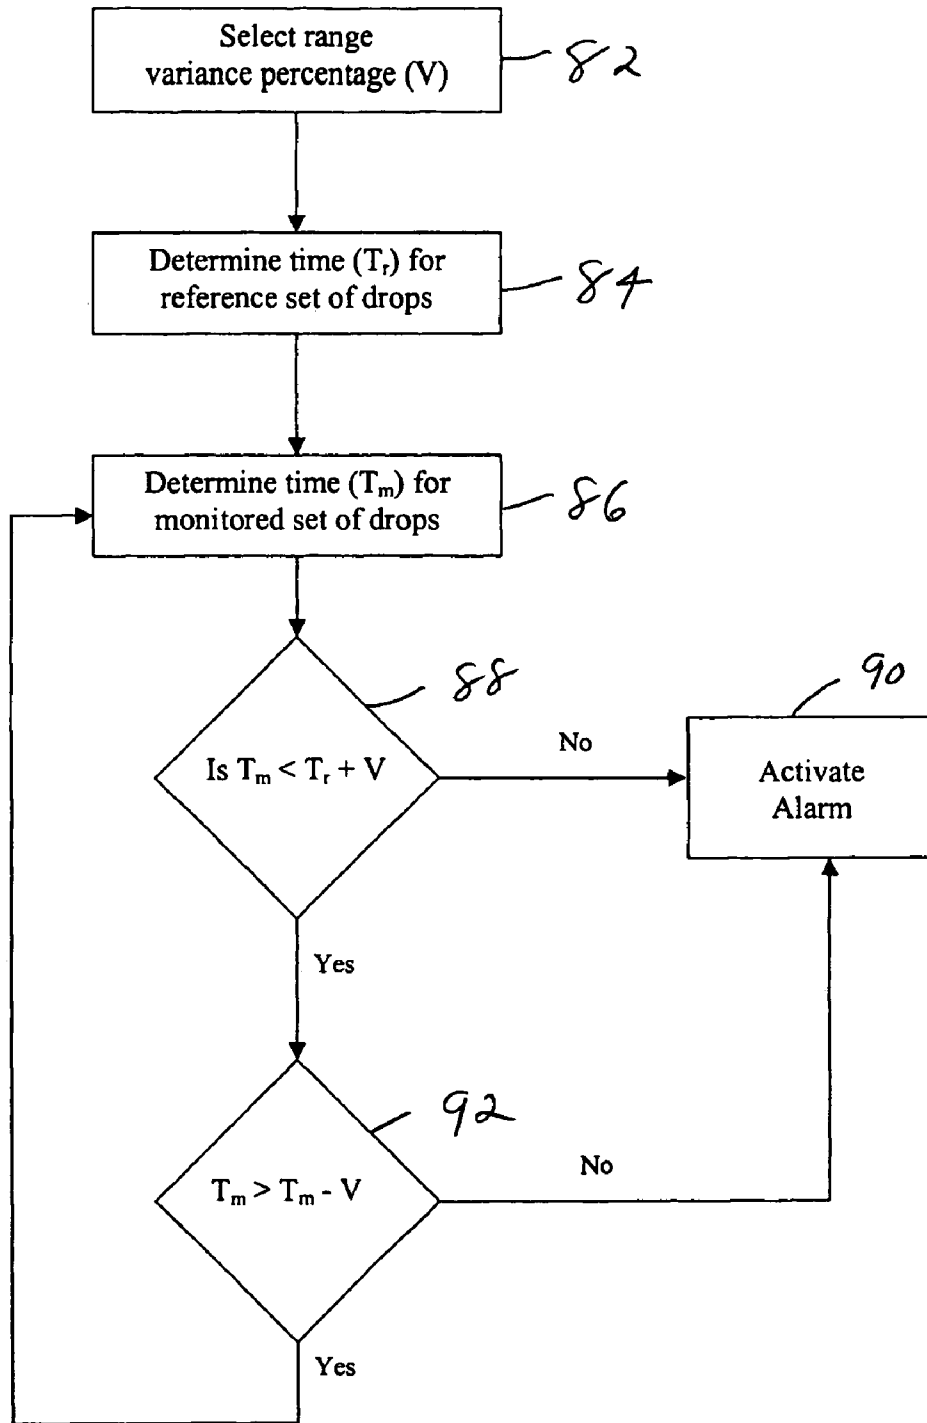 Select range
variance percentage (V)
82
Determine time (Tr) for
reference set of drops
84
Determine time (Tm) for
monitored set of drops
86
88
Is Tm < Tr + V
No
90
Activate
Alarm
Yes
92
Tm > Tm - V
No
Yes